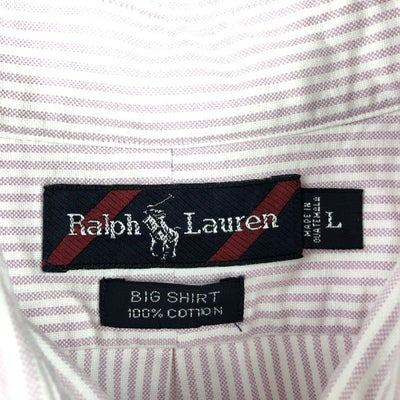 Ralph Lauren
MADE IN
GUATEMALA
L
BIG SHIRT
100% COTTON